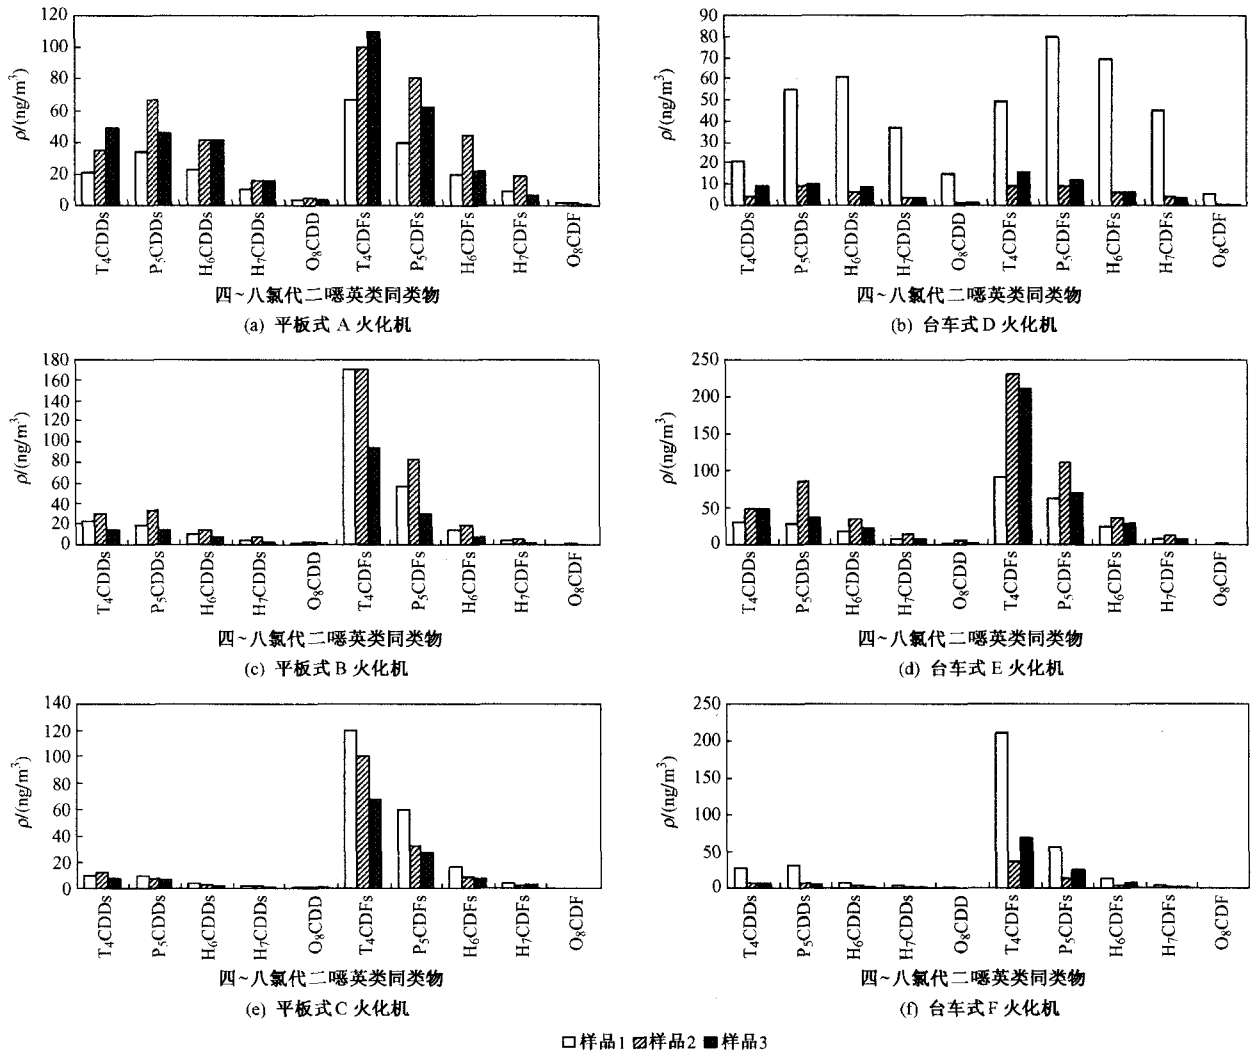 ρ/(ng/m³)
120
100
80
60
40
20
0
T₄CDDs
P₅CDDs
H₆CDDs
H₇CDDs
O₈CDD
T₄CDFs
P₅CDFs
H₆CDFs
H₇CDFs
O₈CDF
四~八氯代二噁英类同类物
(a) 平板式 A 火化机
ρ/(ng/m³)
90
80
70
60
50
40
30
20
10
0
T₄CDDs
P₅CDDs
H₆CDDs
H₇CDDs
O₈CDD
T₄CDFs
P₅CDFs
H₆CDFs
H₇CDFs
O₈CDF
四~八氯代二噁英类同类物
(b) 台车式 D 火化机
ρ/(ng/m³)
180
160
140
120
100
80
60
40
20
0
T₄CDDs
P₅CDDs
H₆CDDs
H₇CDDs
O₈CDD
T₄CDFs
P₅CDFs
H₆CDFs
H₇CDFs
O₈CDF
四~八氯代二噁英类同类物
(c) 平板式 B 火化机
ρ/(ng/m³)
250
200
150
100
50
0
T₄CDDs
P₅CDDs
H₆CDDs
H₇CDDs
O₈CDD
T₄CDFs
P₅CDFs
H₆CDFs
H₇CDFs
O₈CDF
四~八氯代二噁英类同类物
(d) 台车式 E 火化机
ρ/(ng/m³)
140
120
100
80
60
40
20
0
T₄CDDs
P₅CDDs
H₆CDDs
H₇CDDs
O₈CDD
T₄CDFs
P₅CDFs
H₆CDFs
H₇CDFs
O₈CDF
四~八氯代二噁英类同类物
(e) 平板式 C 火化机
ρ/(ng/m³)
250
200
150
100
50
0
T₄CDDs
P₅CDDs
H₆CDDs
H₇CDDs
O₈CDD
T₄CDFs
P₅CDFs
H₆CDFs
H₇CDFs
O₈CDF
四~八氯代二噁英类同类物
(f) 台车式 F 火化机
样品1 样品2 样品3